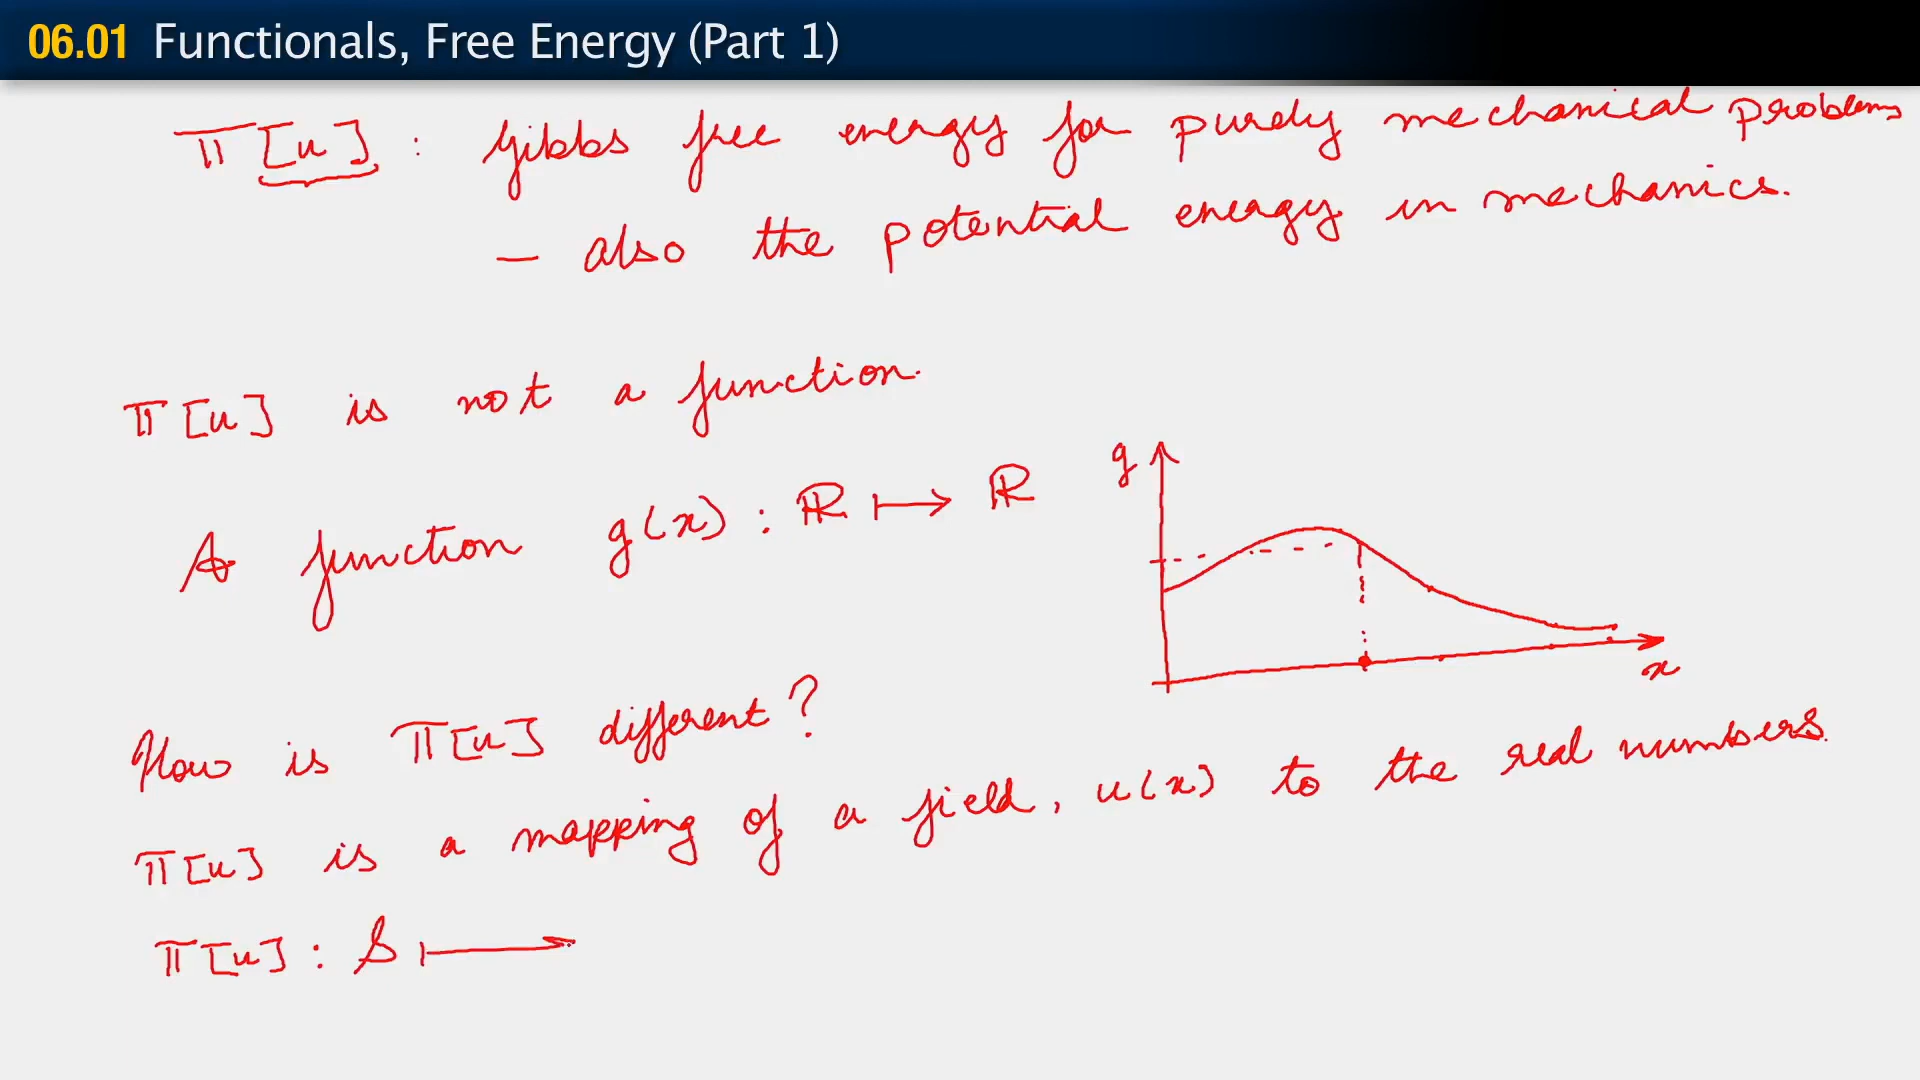 06.01 Functionals, Free Energy (Part 1)
Π[u] : Gibbs free energy for purely mechanical problems
– also the potential energy in mechanics.
Π[u] is not a function.
A function g(x) : ℝ ↦ ℝ
g
x
How is Π[u] different?
Π[u] is a mapping of a field, u(x) to the real numbers.
Π[u] : 𝒮 ↦